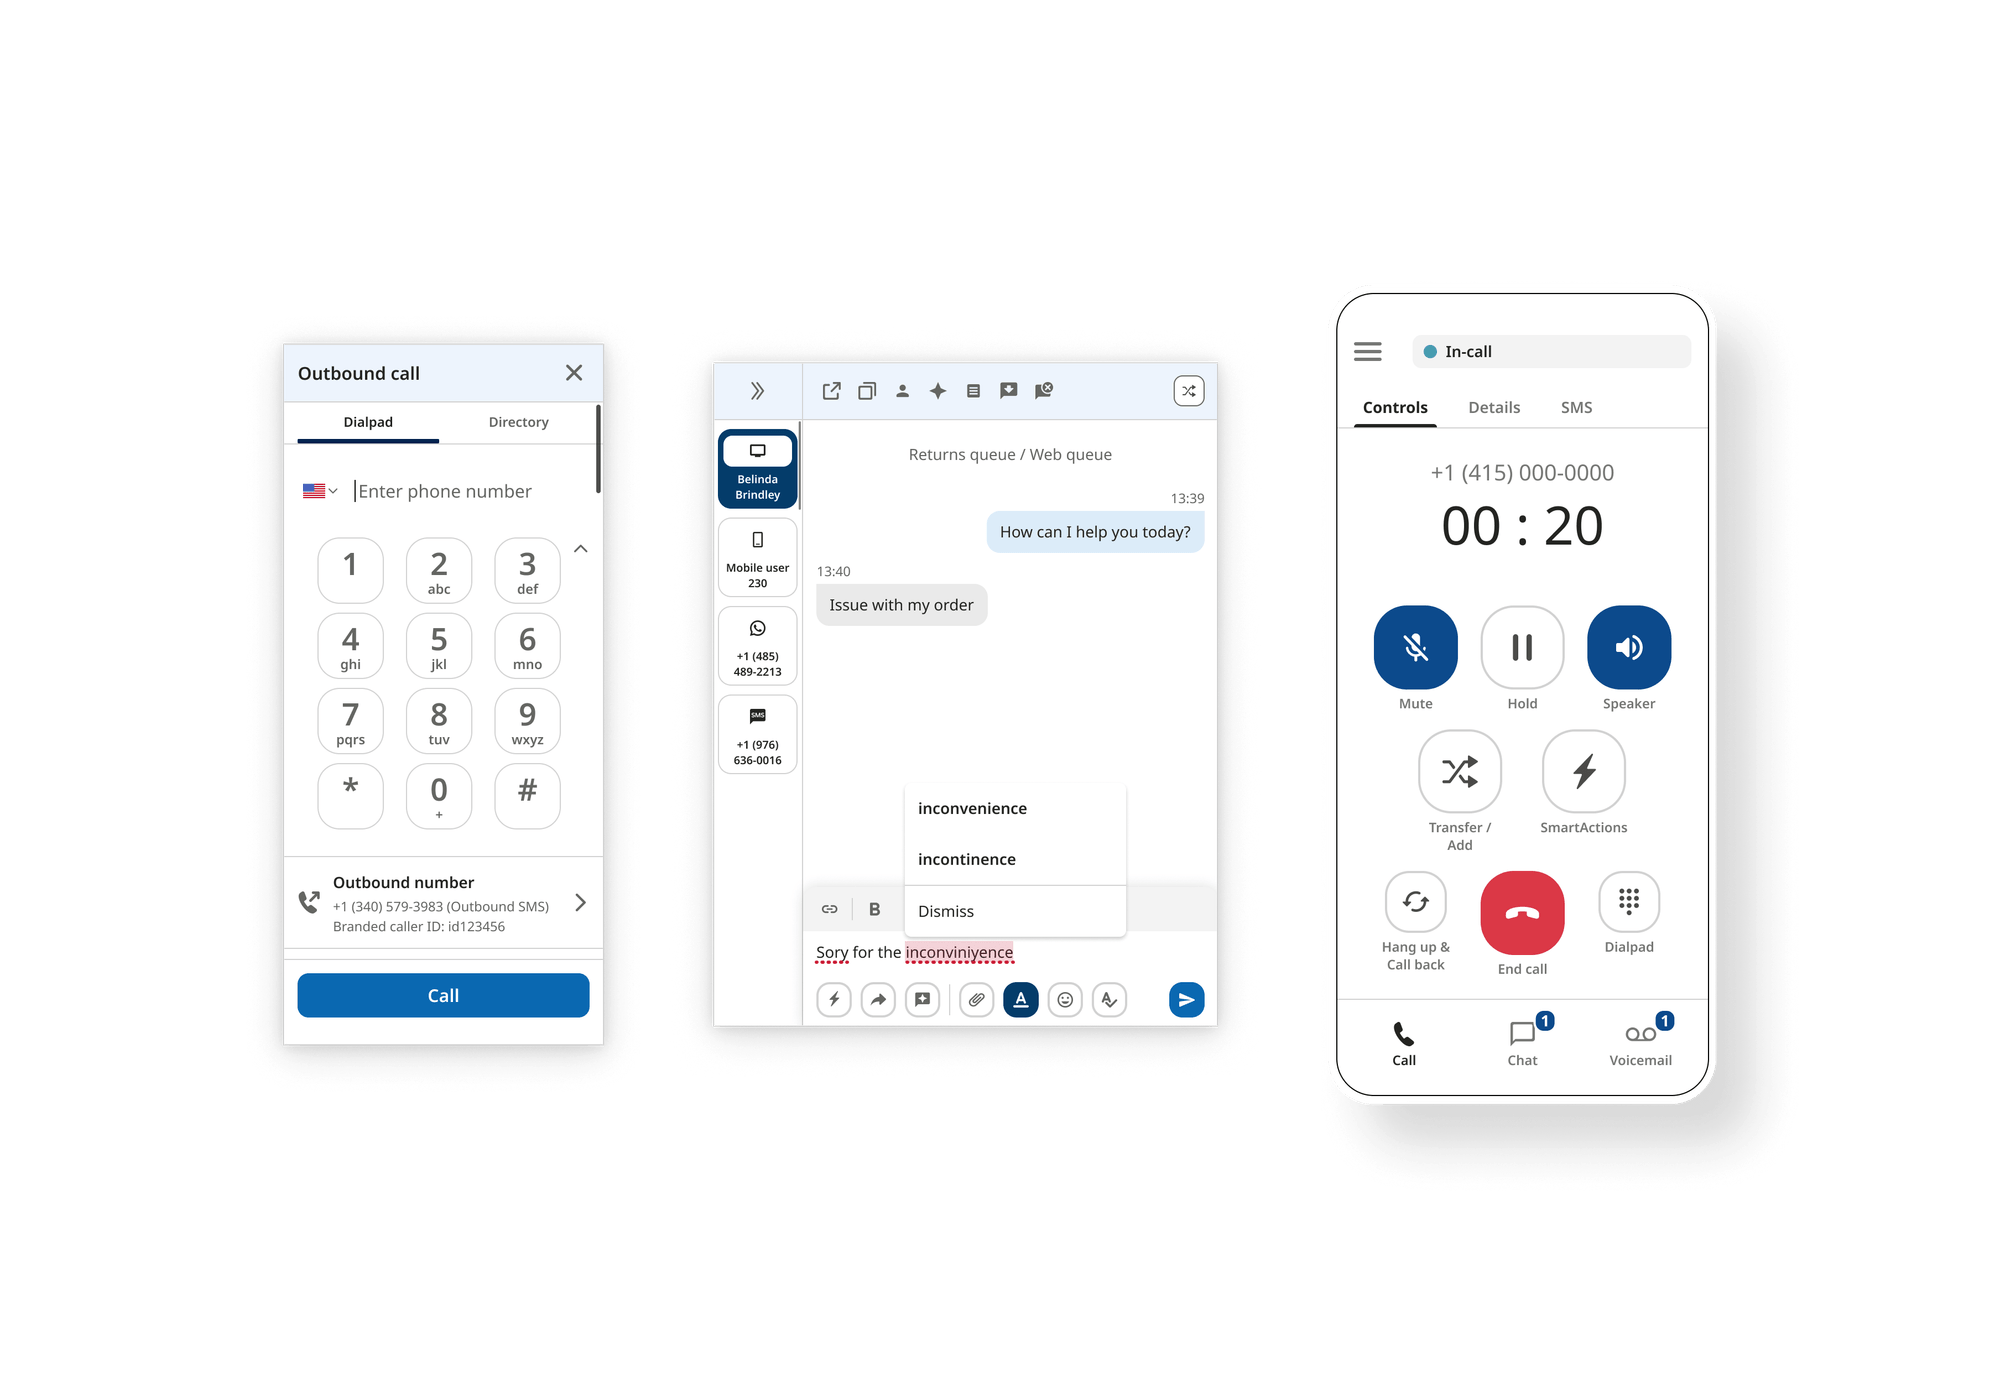 Outbound call
Dialpad
Directory
Enter phone number
1
2
abc
3
def
4
ghi
5
jkl
6
mno
7
pqrs
8
tuv
9
wxyz
*
0
+
#
Outbound number
+1 (340) 579-3983 (Outbound SMS)
Branded caller ID: id123456
Call
Belinda
Brindley
Mobile user
230
+1 (485)
489-2213
SMS
+1 (976)
636-0016
Returns queue / Web queue
13:39
How can I help you today?
13:40
Issue with my order
inconvenience
incontinence
Dismiss
B
Sory for the inconviniyence
A
A
In-call
Controls
Details
SMS
+1 (415) 000-0000
00 : 20
Mute
Hold
Speaker
Transfer /
Add
SmartActions
Hang up &
Call back
End call
Dialpad
Call
1
Chat
1
Voicemail